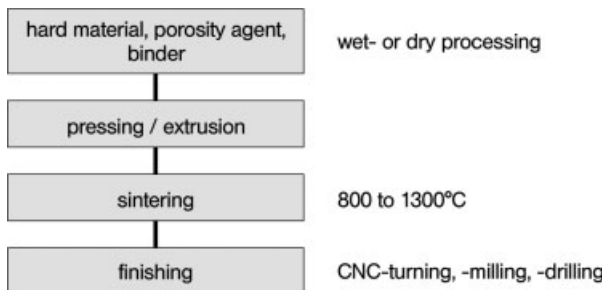 hard material, porosity agent,
binder
wet- or dry processing
pressing / extrusion
sintering
800 to 1300ºC
finishing
CNC-turning, -milling, -drilling